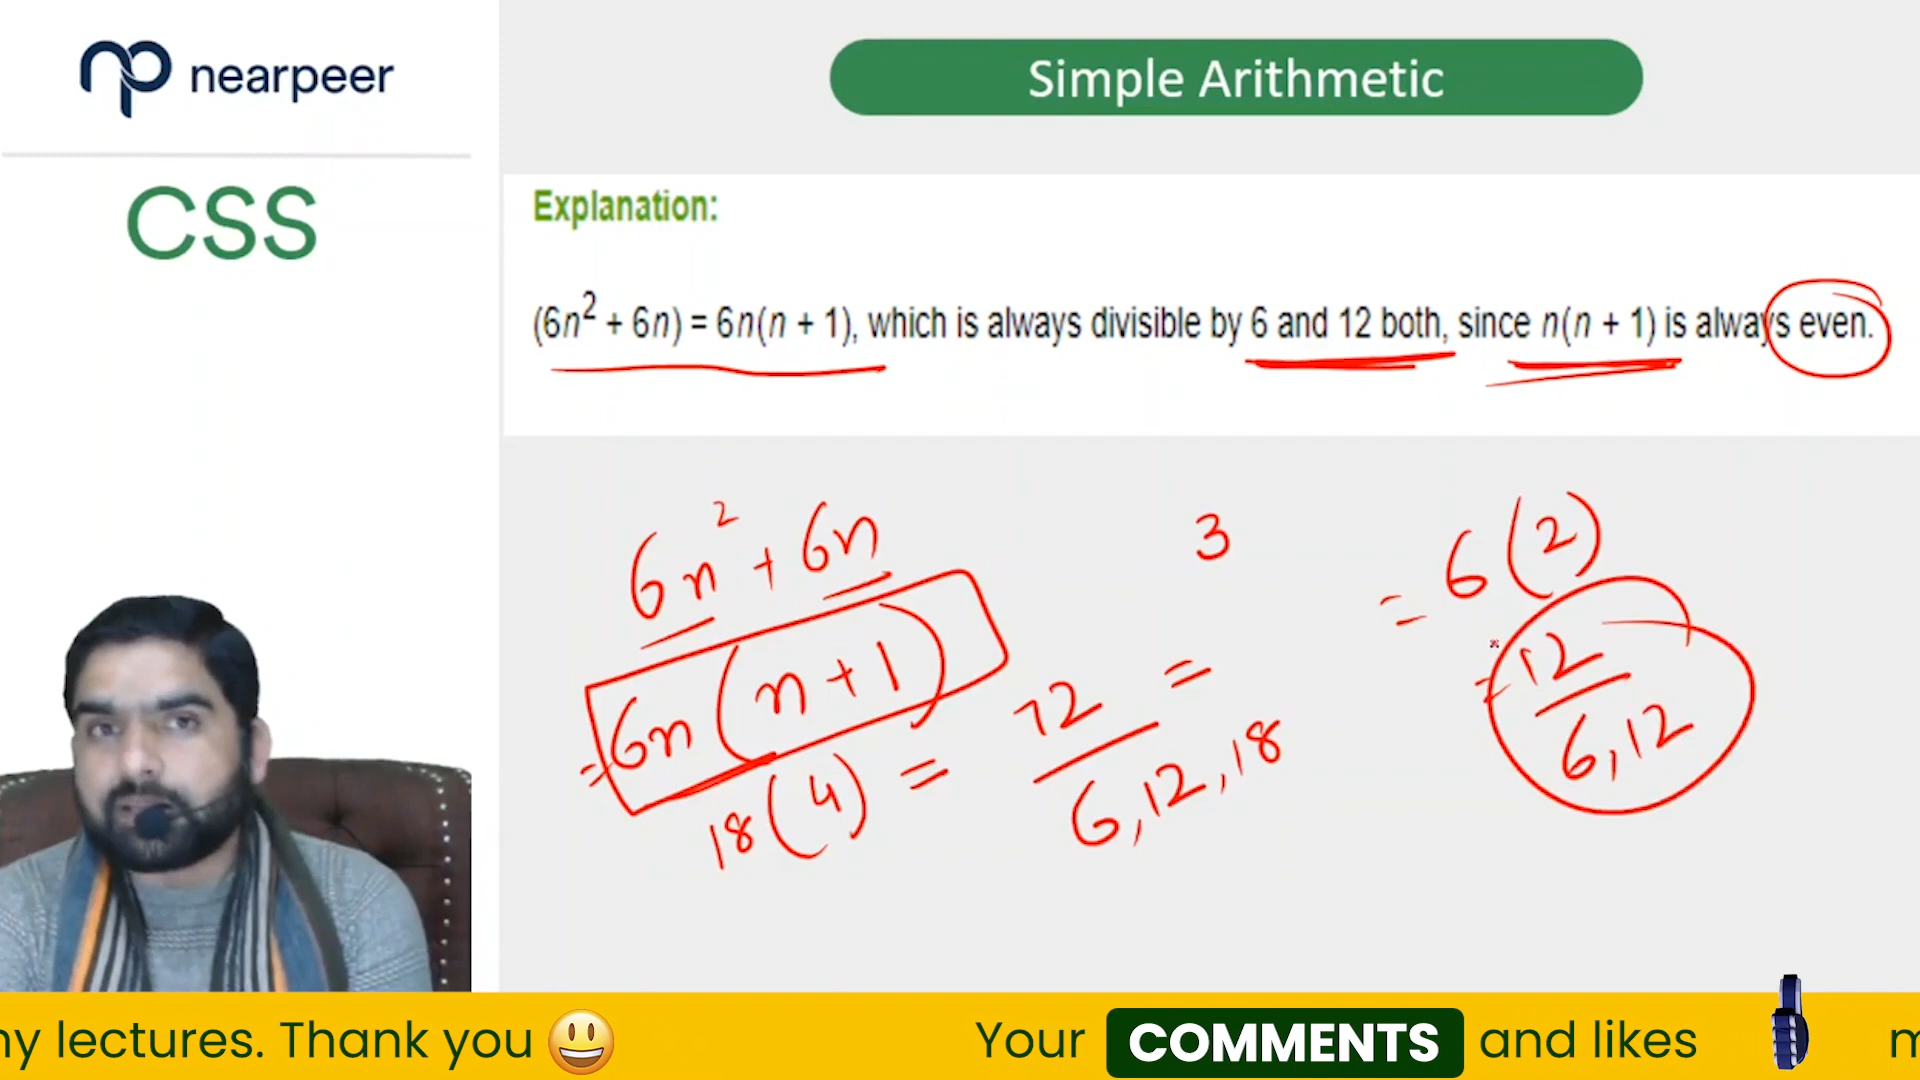 nearpeer
CSS
Simple Arithmetic
Explanation:
(6n² + 6n) = 6n(n + 1), which is always divisible by 6 and 12 both, since n(n + 1) is always even.
6n² + 6n
= 6n(n+1)
18(4) = 72/6,12,18 =
3
= 6(2)
= 12/6,12
ny lectures. Thank you 😃
Your COMMENTS and likes